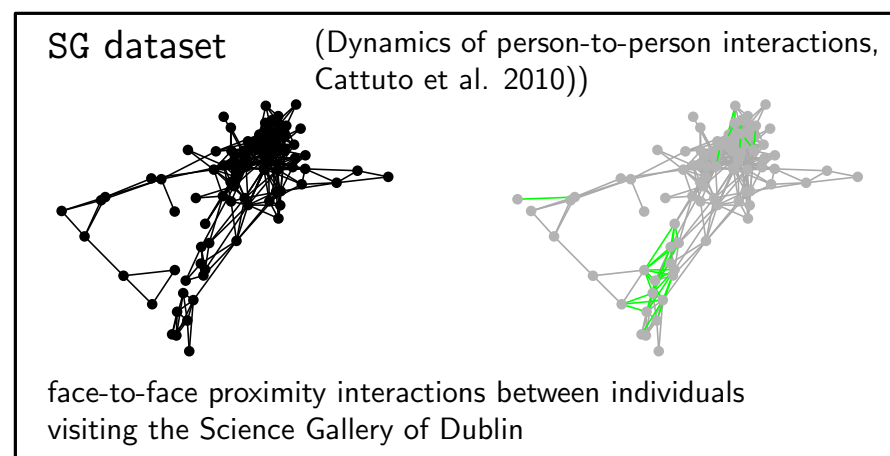 SG dataset
(Dynamics of person-to-person interactions,
Cattuto et al. 2010))
face-to-face proximity interactions between individuals
visiting the Science Gallery of Dublin